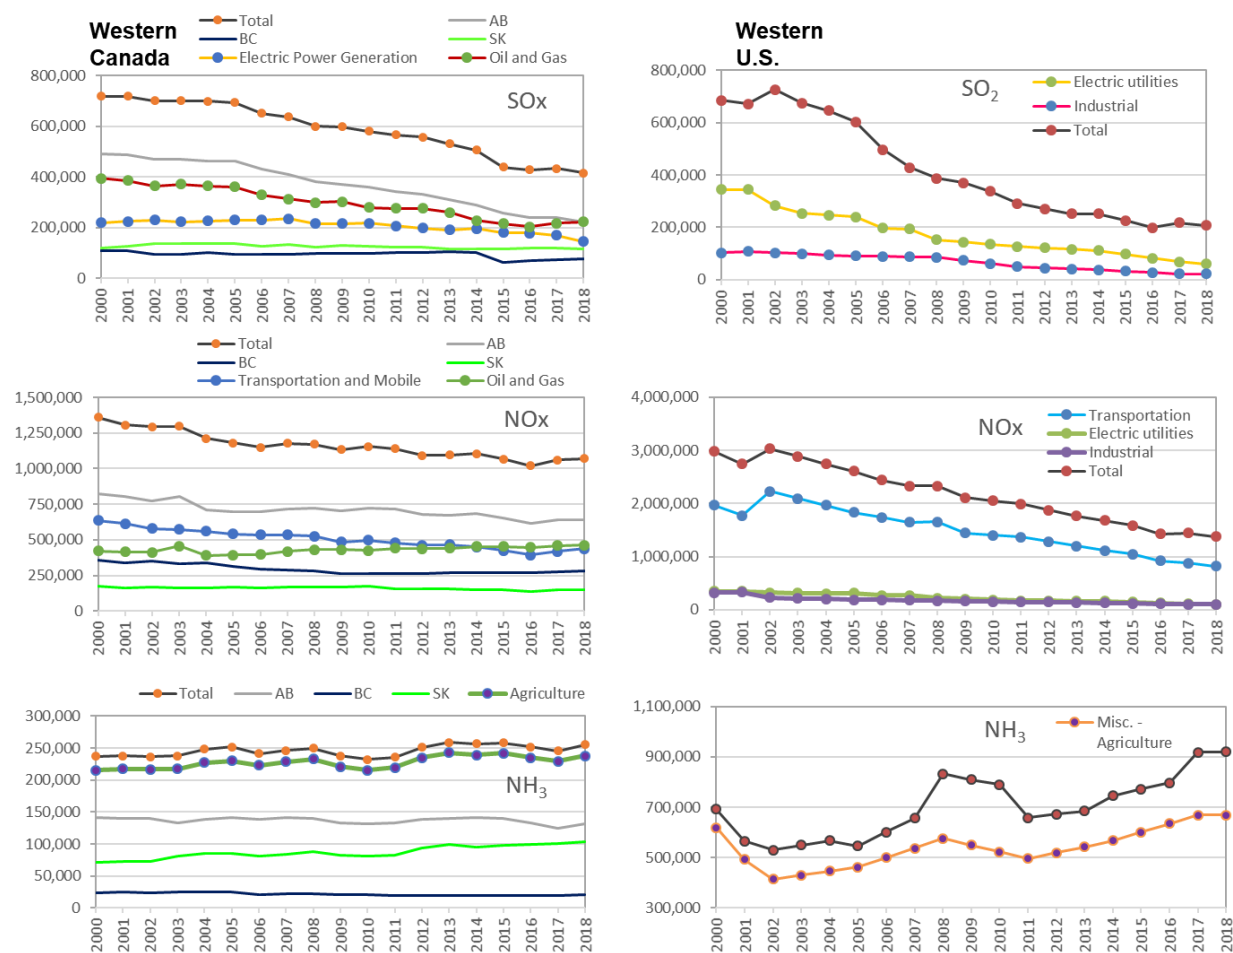 Western
Canada
Total
AB
BC
SK
Electric Power Generation
Oil and Gas
SOx
800,000
600,000
400,000
200,000
0
2000 2001 2002 2003 2004 2005 2006 2007 2008 2009 2010 2011 2012 2013 2014 2015 2016 2017 2018
Western
U.S.
SO2
Electric utilities
Industrial
Total
800,000
600,000
400,000
200,000
0
2000 2001 2002 2003 2004 2005 2006 2007 2008 2009 2010 2011 2012 2013 2014 2015 2016 2017 2018
Total
AB
BC
SK
Transportation and Mobile
Oil and Gas
NOx
1,500,000
1,250,000
1,000,000
750,000
500,000
250,000
0
2000 2001 2002 2003 2004 2005 2006 2007 2008 2009 2010 2011 2012 2013 2014 2015 2016 2017 2018
NOx
Transportation
Electric utilities
Industrial
Total
4,000,000
3,000,000
2,000,000
1,000,000
0
2000 2001 2002 2003 2004 2005 2006 2007 2008 2009 2010 2011 2012 2013 2014 2015 2016 2017 2018
Total AB BC SK Agriculture
NH3
300,000
250,000
200,000
150,000
100,000
50,000
0
2000 2001 2002 2003 2004 2005 2006 2007 2008 2009 2010 2011 2012 2013 2014 2015 2016 2017 2018
NH3
Misc. -
Agriculture
1,100,000
900,000
700,000
500,000
300,000
2000 2001 2002 2003 2004 2005 2006 2007 2008 2009 2010 2011 2012 2013 2014 2015 2016 2017 2018